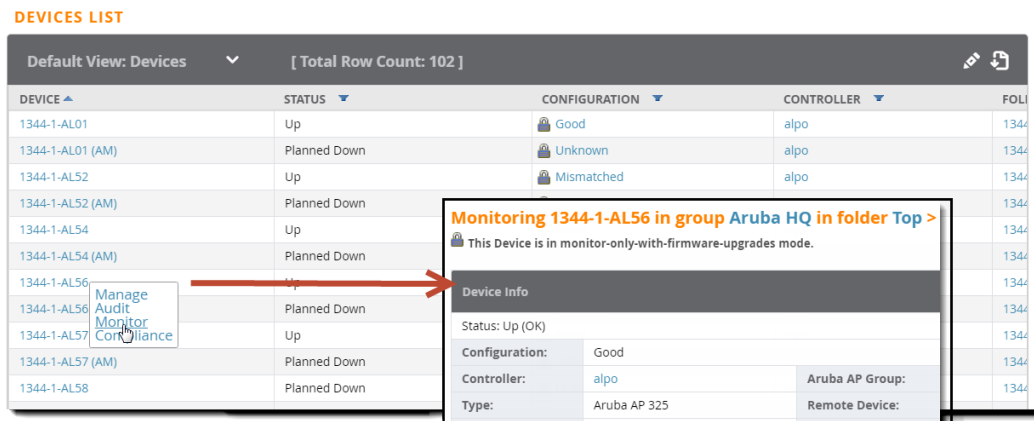 DEVICES LIST
Default View: Devices [ Total Row Count: 102 ]
DEVICE STATUS CONFIGURATION CONTROLLER
1344-1-AL01 Up Good alpo
1344-1-AL01 (AM) Planned Down Unknown alpo
1344-1-AL52 Up Mismatched alpo
1344-1-AL52 (AM) Planned Down
1344-1-AL54 Up
1344-1-AL54 (AM) Planned Down
1344-1-AL56 Up
1344-1-AL56 Planned Down
1344-1-AL57 Up
1344-1-AL57 (AM) Planned Down
1344-1-AL58 Planned Down
Manage
Audit
Monitor
Compliance
Monitoring 1344-1-AL56 in group Aruba HQ in folder Top >
This Device is in monitor-only-with-firmware-upgrades mode.
Device Info
Status: Up (OK)
Configuration: Good
Controller: alpo Aruba AP Group:
Type: Aruba AP 325 Remote Device: